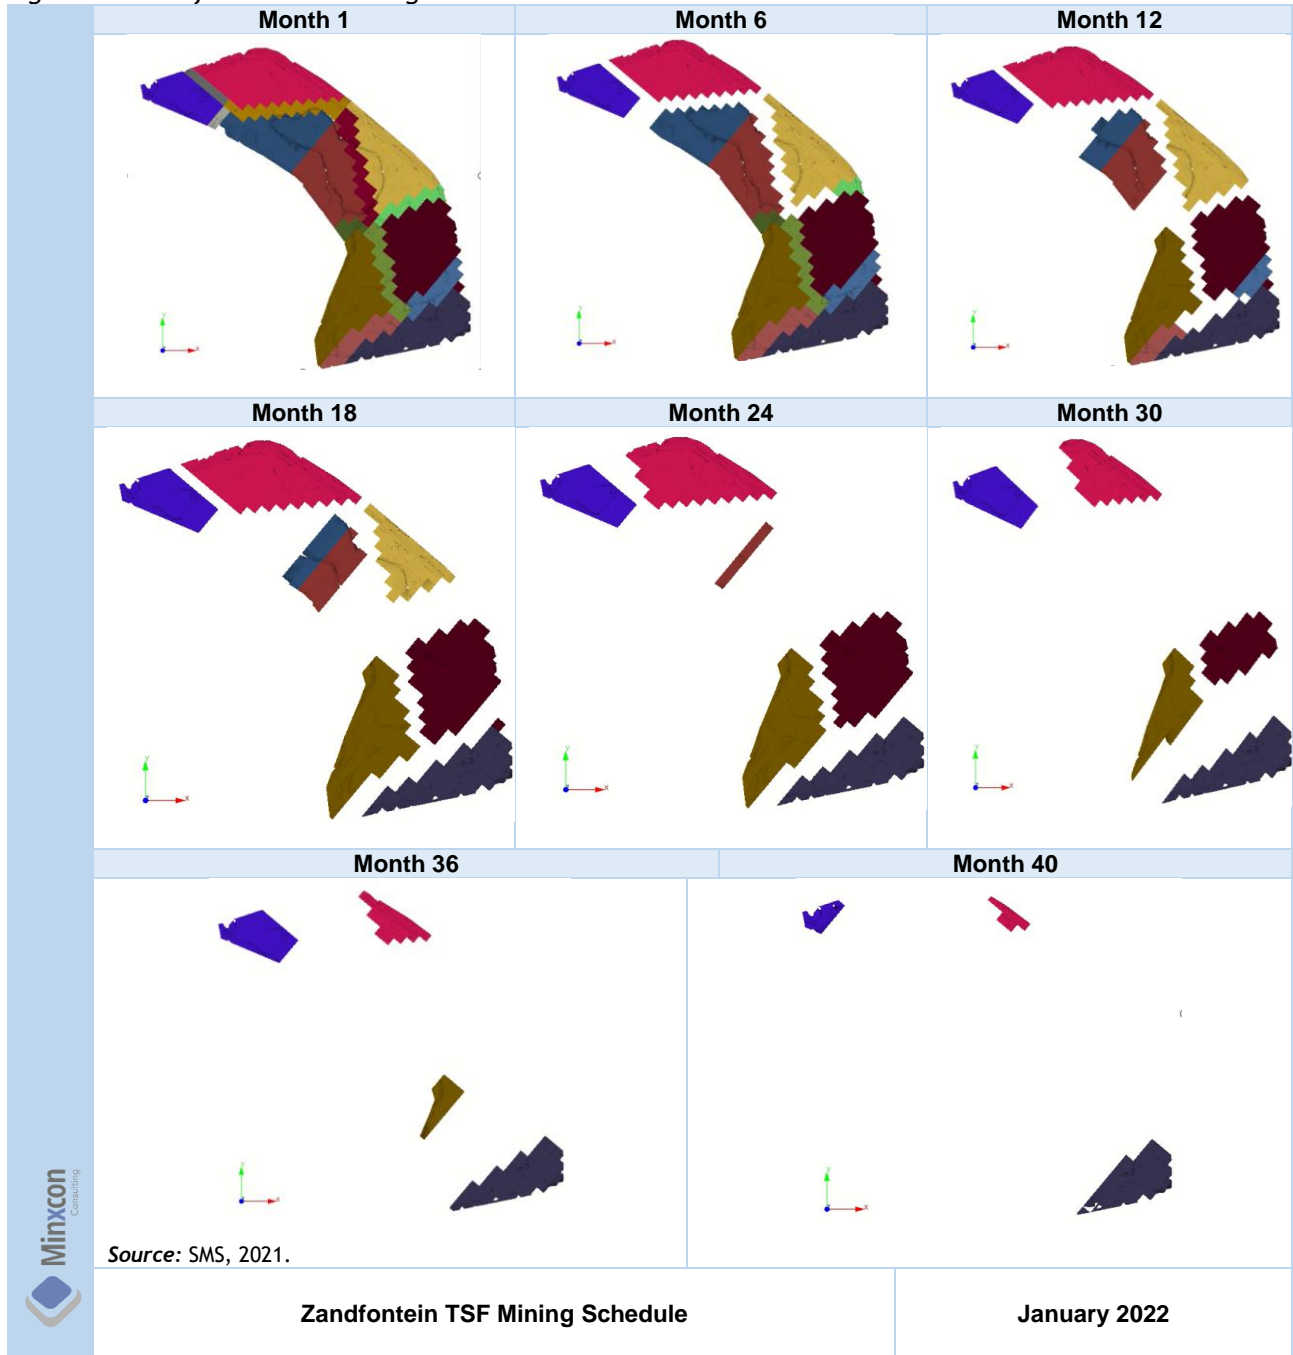 Month 1
Month 6
Month 12
Month 18
Month 24
Month 30
Month 36
Month 40
Source: SMS, 2021.
Minxcon
Consulting
Zandfontein TSF Mining Schedule
January 2022